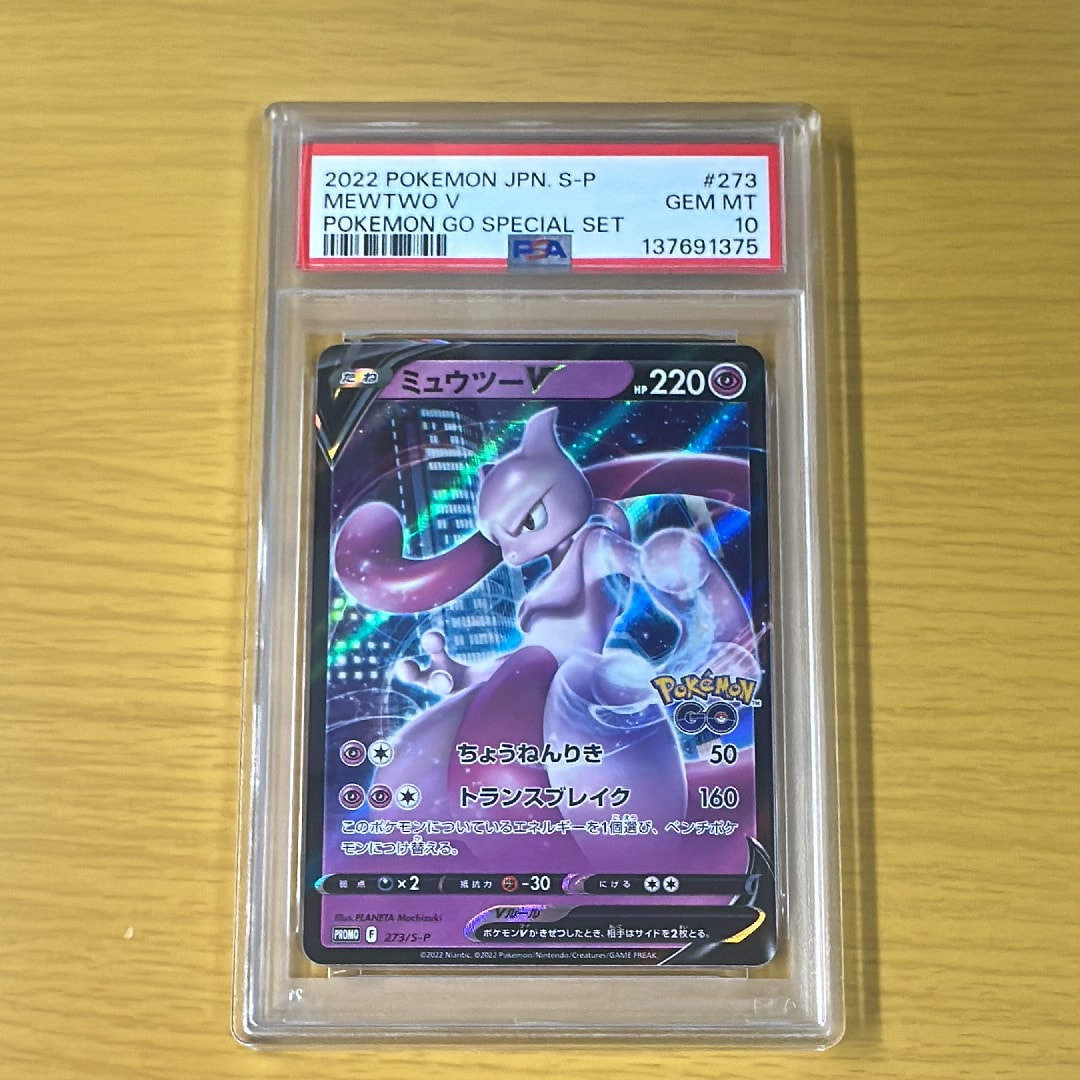 2022 POKEMON JPN. S-P #273
MEWTWO V GEM MT
POKEMON GO SPECIAL SET 10
PSA 137691375
たね ミュウツーV HP 220
Pokémon GO
ちょうねんりき 50
トランスブレイク 160
このポケモンについているエネルギーを1個選び、ベンチポケ
モンにつけ替える。
弱点 ×2 抵抗力 -30 にげる
Illus. PLANETA Mochizuki Vルール
PROMO F 273/S-P ポケモンVがきぜつしたとき、相手はサイドを2枚とる。
©2022 Niantic. ©2022 Pokémon/Nintendo/Creatures/GAME FREAK.